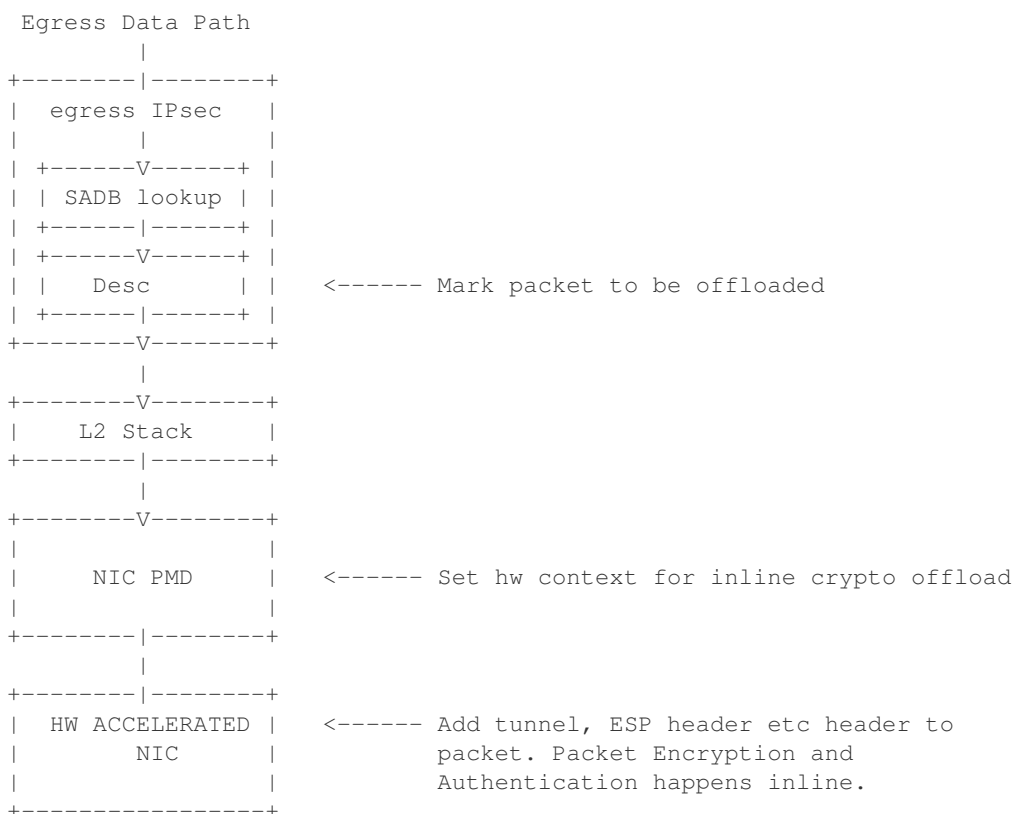 Egress Data Path
|
+--------|--------+
|  egress IPsec   |
|        |        |
| +------V------+ |
| | SADB lookup | |
| +------|------+ |
| +------V------+ |
| |   Desc      | |   <------ Mark packet to be offloaded
| +------|------+ |
+--------V--------+
|
+--------V--------+
|    L2 Stack     |
+--------|--------+
|
+--------V--------+
|                 |
|     NIC PMD     |   <------ Set hw context for inline crypto offload
|                 |
+--------|--------+
|
+--------|--------+
|  HW ACCELERATED |   <------ Add tunnel, ESP header etc header to
|        NIC      |           packet. Packet Encryption and
|                 |           Authentication happens inline.
+-----------------+